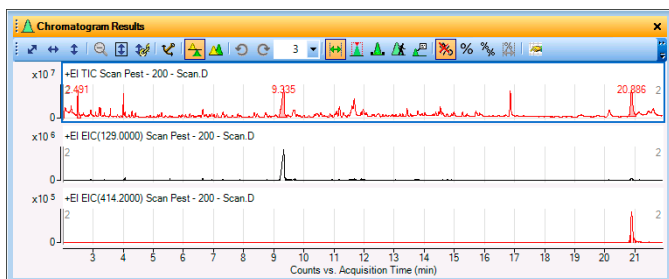 Chromatogram Results
3
x10 7 +EI TIC Scan Pest - 200 - Scan.D
2.491 9.335 20.886 2
0
x10 6 +EI EIC(129.0000) Scan Pest - 200 - Scan.D
2 2
0
x10 5 +EI EIC(414.2000) Scan Pest - 200 - Scan.D
2 2
0
3 4 5 6 7 8 9 10 11 12 13 14 15 16 17 18 19 20 21
Counts vs. Acquisition Time (min)